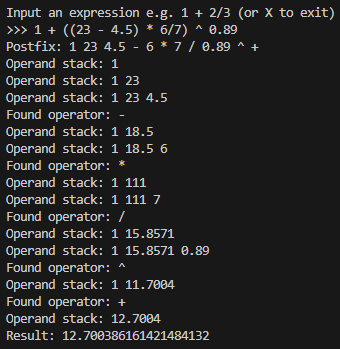 Input an expression e.g. 1 + 2/3 (or X to exit)
>>> 1 + ((23 - 4.5) * 6/7) ^ 0.89
Postfix: 1 23 4.5 - 6 * 7 / 0.89 ^ +
Operand stack: 1
Operand stack: 1 23
Operand stack: 1 23 4.5
Found operator: -
Operand stack: 1 18.5
Operand stack: 1 18.5 6
Found operator: *
Operand stack: 1 111
Operand stack: 1 111 7
Found operator: /
Operand stack: 1 15.8571
Operand stack: 1 15.8571 0.89
Found operator: ^
Operand stack: 1 11.7004
Found operator: +
Operand stack: 12.7004
Result: 12.700386161421484132